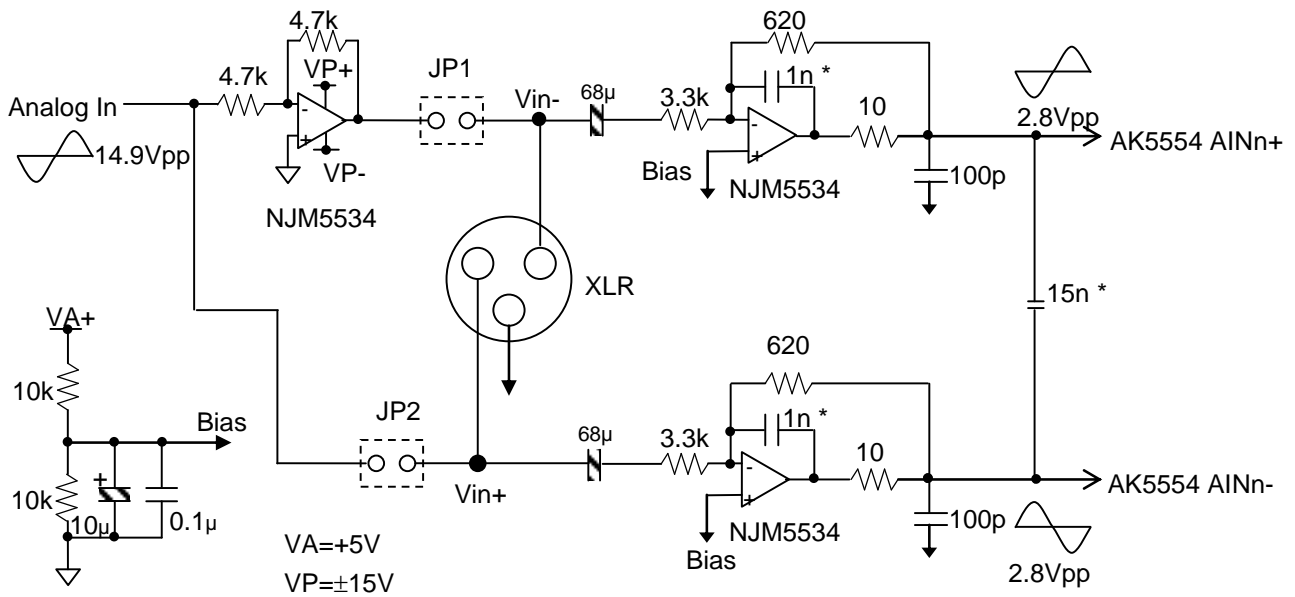 4.7k
620
VP+
JP1
1n *
4.7k
Vin-
68µ
3.3k
10
2.8Vpp
Analog In
-
+
-
+
AK5554 AINn+
14.9Vpp
VP-
Bias
NJM5534
100p
NJM5534
XLR
15n *
VA+
620
10k
JP2
1n *
Bias
68µ
3.3k
10
-
+
AK5554 AINn-
10k
+
10µ
0.1µ
Vin+
NJM5534
100p
Bias
2.8Vpp
VA=+5V
VP=±15V